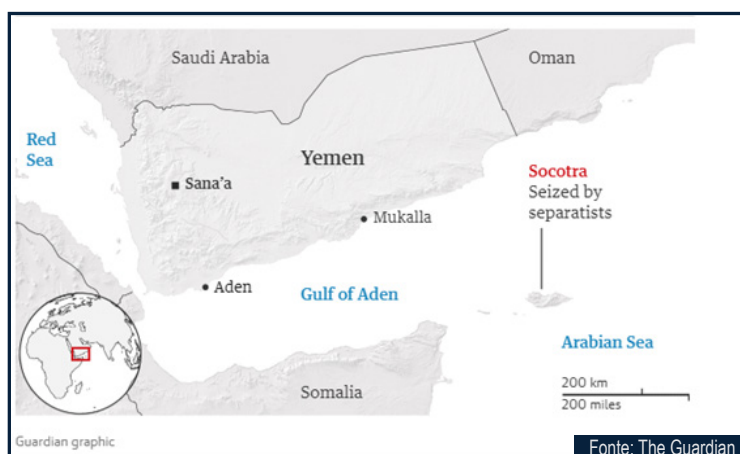 Saudi Arabia
Oman
Red
Sea
Yemen
Sana'a
Socotra
Seized by
separatists
Mukalla
Aden
Gulf of Aden
Arabian Sea
Somalia
200 km
200 miles
Guardian graphic
Fonte: The Guardian